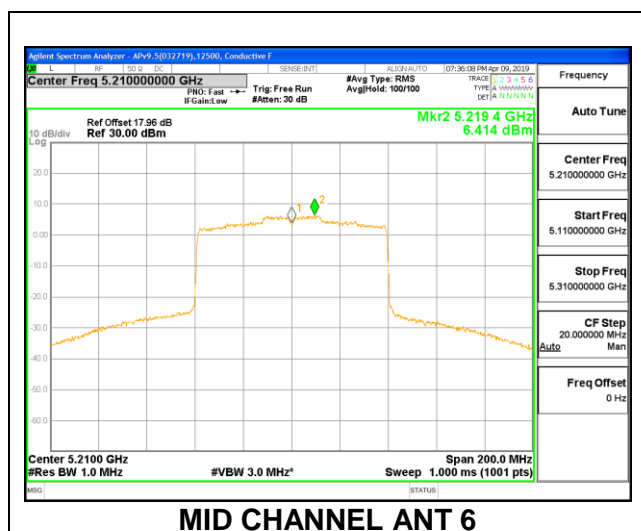 Agilent Spectrum Analyzer - APv9.5(032719),12500, Conductive F
L RF 50 Ω DC SENSE:INT ALIGN AUTO 07:36:08 PM Apr 09, 2019
Center Freq 5.210000000 GHz
PNO: Fast
IFGain:Low
Trig: Free Run
#Atten: 30 dB
#Avg Type: RMS
Avg|Hold: 100/100
TRACE 1 2 3 4 5 6
TYPE A
DET A N N N N N
Frequency
Ref Offset 17.96 dB
Ref 30.00 dBm
10 dB/div
Log
Mkr2 5.219 4 GHz
6.414 dBm
Auto Tune
20.0
0.00
-10.0
-20.0
-30.0
-40.0
-60.0
1
2
Center Freq
5.210000000 GHz
Start Freq
5.110000000 GHz
Stop Freq
5.310000000 GHz
CF Step
20.000000 MHz
Auto Man
Freq Offset
0 Hz
Center 5.2100 GHz
Span 200.0 MHz
#Res BW 1.0 MHz
#VBW 3.0 MHz*
Sweep 1.000 ms (1001 pts)
MSG
STATUS
MID CHANNEL ANT 6